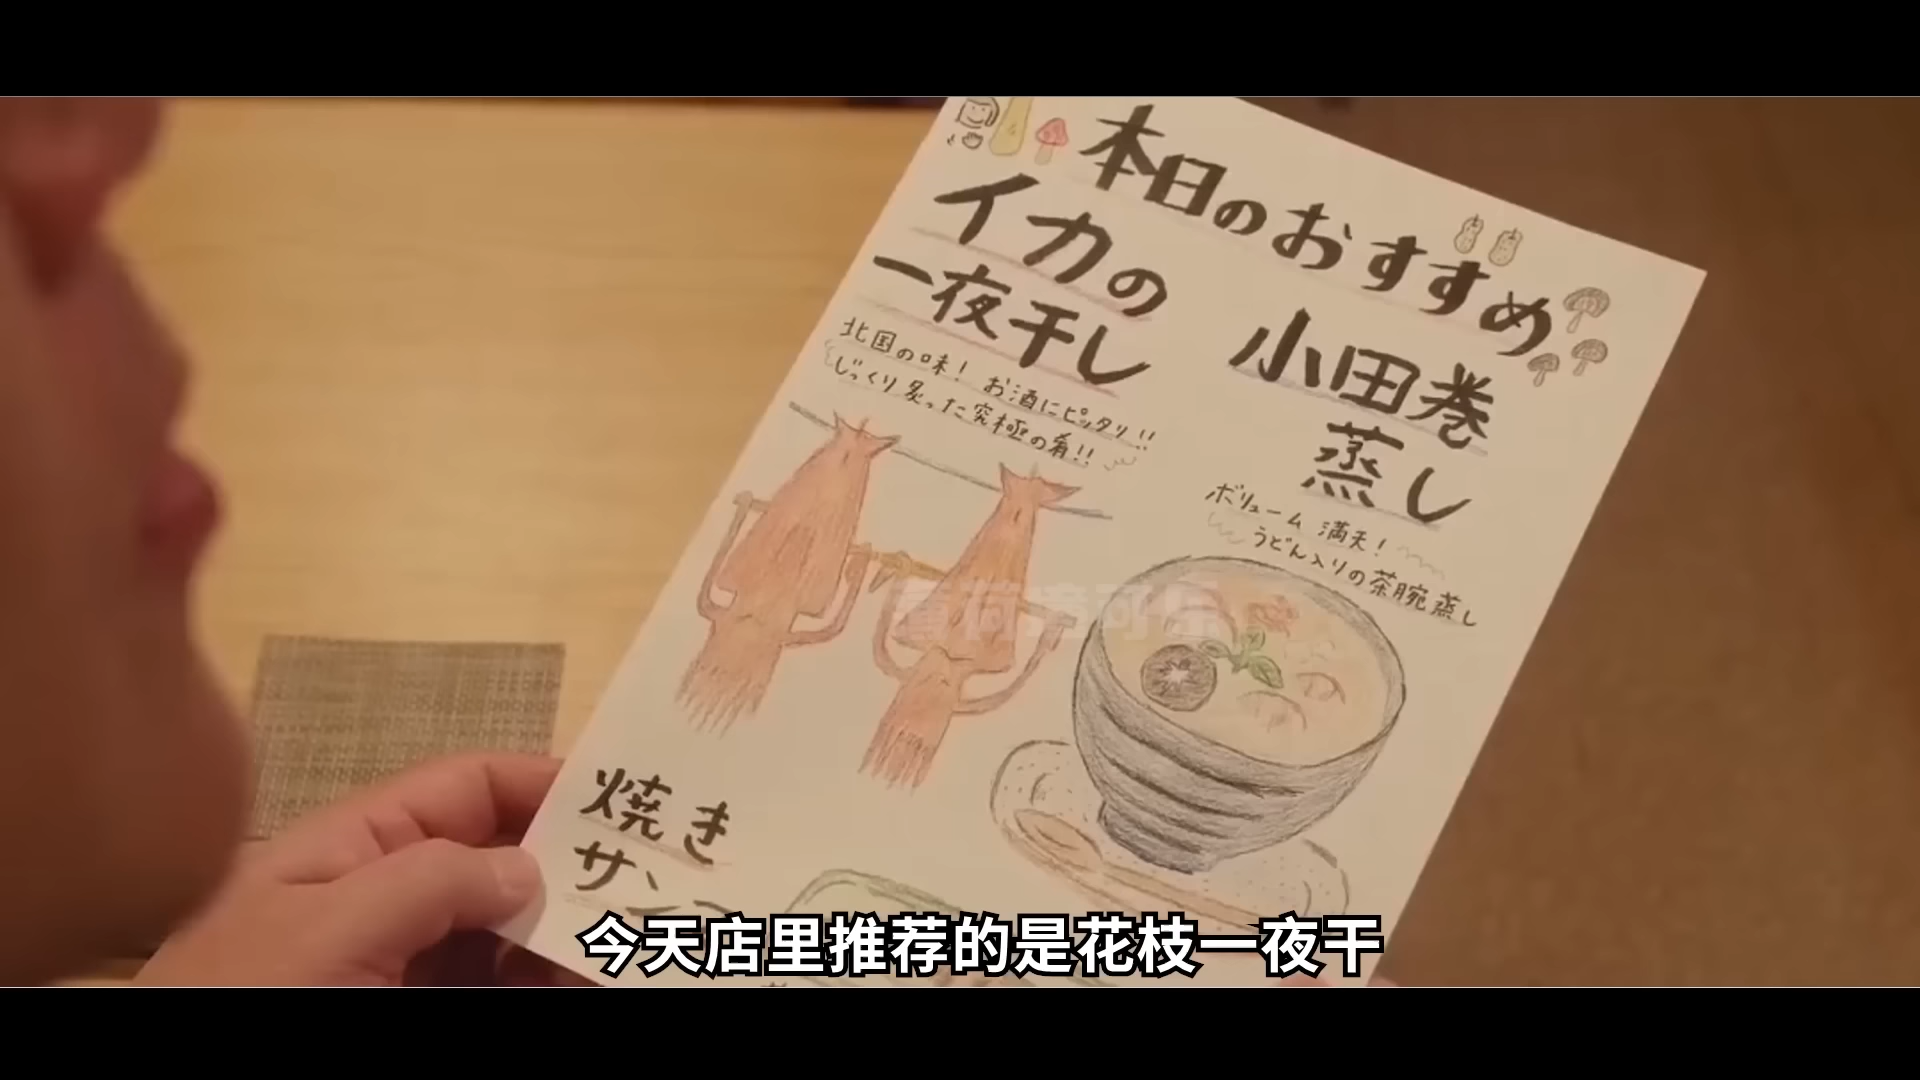 本日のおすすめ
イカの
一夜干し
北国の味！ お酒にピッタリ!!
じっくり炙った究極の肴!!
小田巻
蒸し
ボリューム満天！
うどん入りの茶腕蒸し
焼き
サン
今天店里推荐的是花枝一夜干